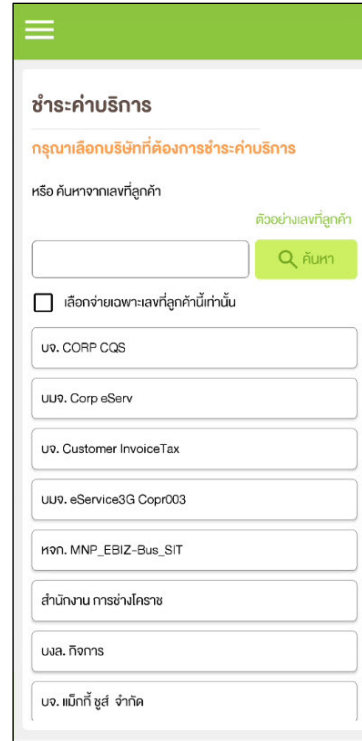 ชำระค่าบริการ
กรุณาเลือกบริษัทที่ต้องการชำระค่าบริการ
หรือ ค้นหาจากเลขที่ลูกค้า
ตัวอย่างเลขที่ลูกค้า
ค้นหา
เลือกจ่ายเฉพาะเลขที่ลูกค้านี้เท่านั้น
บจ. CORP CQS
บมจ. Corp eServ
บจ. Customer InvoiceTax
บมจ. eService3G Copr003
หจก. MNP_EBIZ-Bus_SIT
สำนักงาน การช่างโคราช
บงล. กิจการ
บจ. แม็กกี้ ชูส์ จำกัด